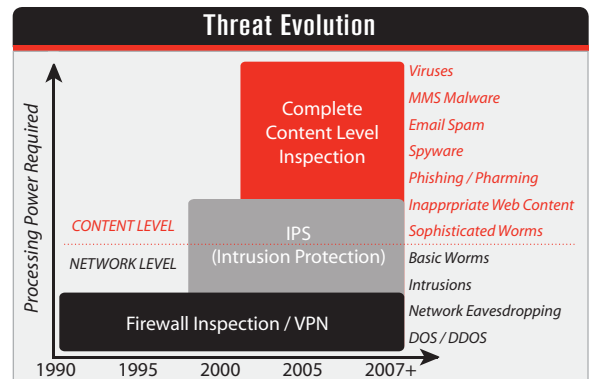 Threat Evolution
Processing Power Required
Complete
Content Level
Inspection
IPS
(Intrusion Protection)
Firewall Inspection / VPN
CONTENT LEVEL
NETWORK LEVEL
Viruses
MMS Malware
Email Spam
Spyware
Phishing / Pharming
Inapprpriate Web Content
Sophisticated Worms
Basic Worms
Intrusions
Network Eavesdropping
DOS / DDOS
1990 1995 2000 2005 2007+